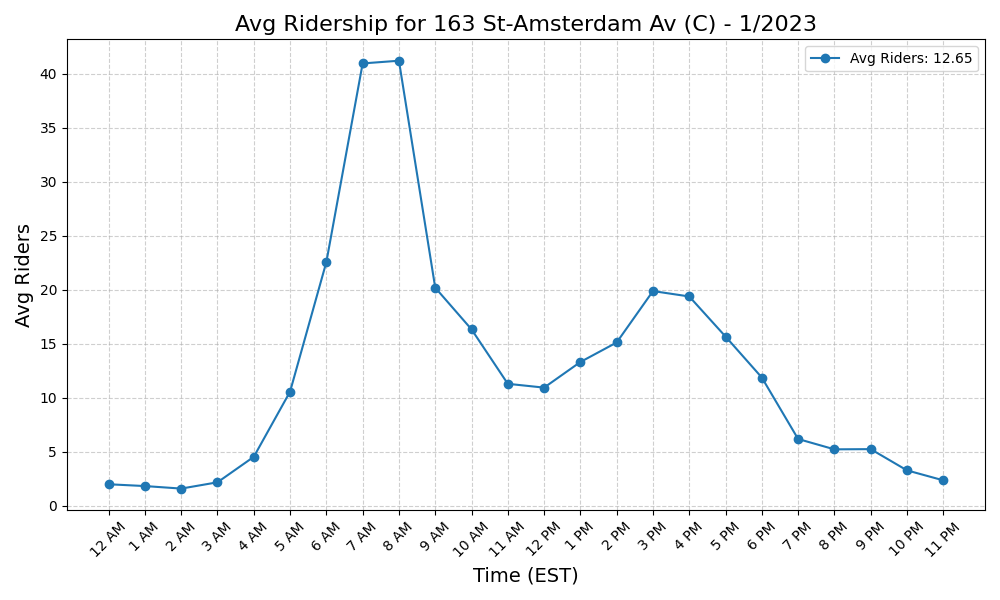 Avg Ridership for 163 St-Amsterdam Av (C) - 1/2023
Avg Riders: 12.65
Avg Riders
40
35
30
25
20
15
10
5
0
12 AM
1 AM
2 AM
3 AM
4 AM
5 AM
6 AM
7 AM
8 AM
9 AM
10 AM
11 AM
12 PM
1 PM
2 PM
3 PM
4 PM
5 PM
6 PM
7 PM
8 PM
9 PM
10 PM
11 PM
Time (EST)